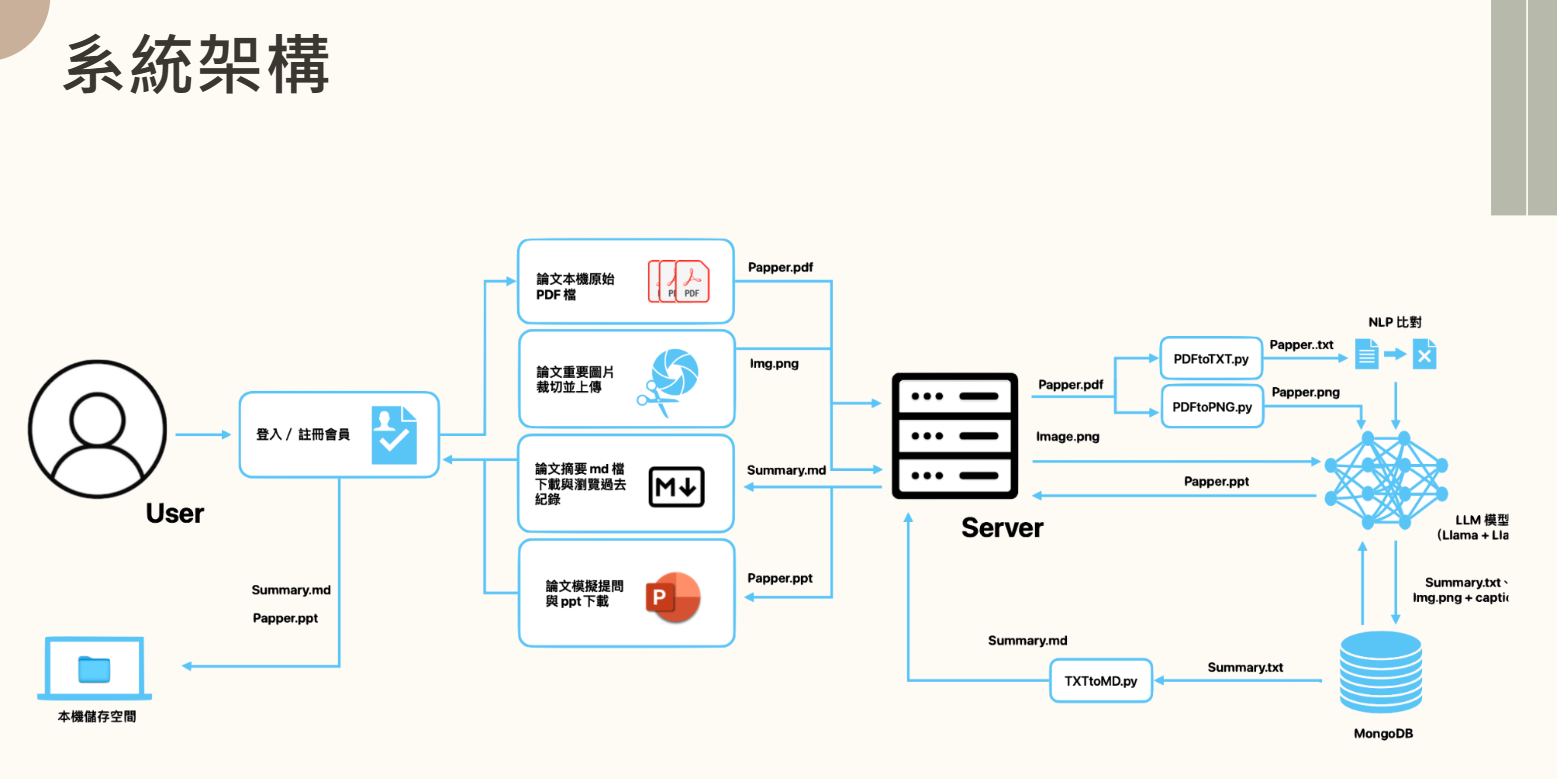 系統架構
論文本機原始
PDF 檔
PDF
Papper.pdf
論文重要圖片
裁切並上傳
Img.png
登入 / 註冊會員
User
論文摘要 md 檔
下載與瀏覽過去
紀錄
M
Summary.md
論文模擬提問
與 ppt 下載
P
Papper.ppt
Summary.md
Papper.ppt
本機儲存空間
Server
Papper.pdf
PDFtoTXT.py
Papper..txt
NLP 比對
PDFtoPNG.py
Papper.png
Image.png
Papper.ppt
LLM 模型
(Llama + Lla
Summary.txt、
Img.png + captio
Summary.md
TXTtoMD.py
Summary.txt
MongoDB